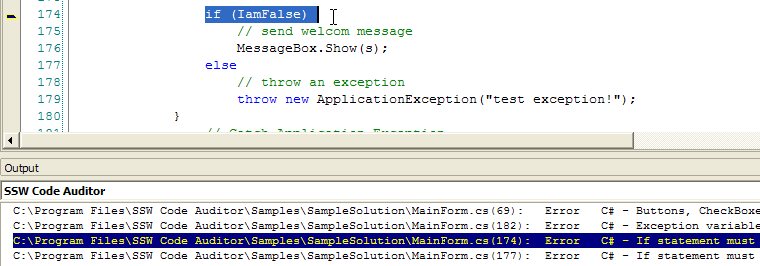 174 if (IamFalse)
175 // send welcom message
176 MessageBox.Show(s);
177 else
178 // throw an exception
179 throw new ApplicationException("test exception!");
180 }
181 // Catch Application Exception
Output
SSW Code Auditor
C:\Program Files\SSW Code Auditor\Samples\SampleSolution\MainForm.cs(69): Error C# - Buttons, CheckBoxe
C:\Program Files\SSW Code Auditor\Samples\SampleSolution\MainForm.cs(182): Error C# - Exception variable
C:\Program Files\SSW Code Auditor\Samples\SampleSolution\MainForm.cs(174): Error C# - If statement must
C:\Program Files\SSW Code Auditor\Samples\SampleSolution\MainForm.cs(177): Error C# - If statement must